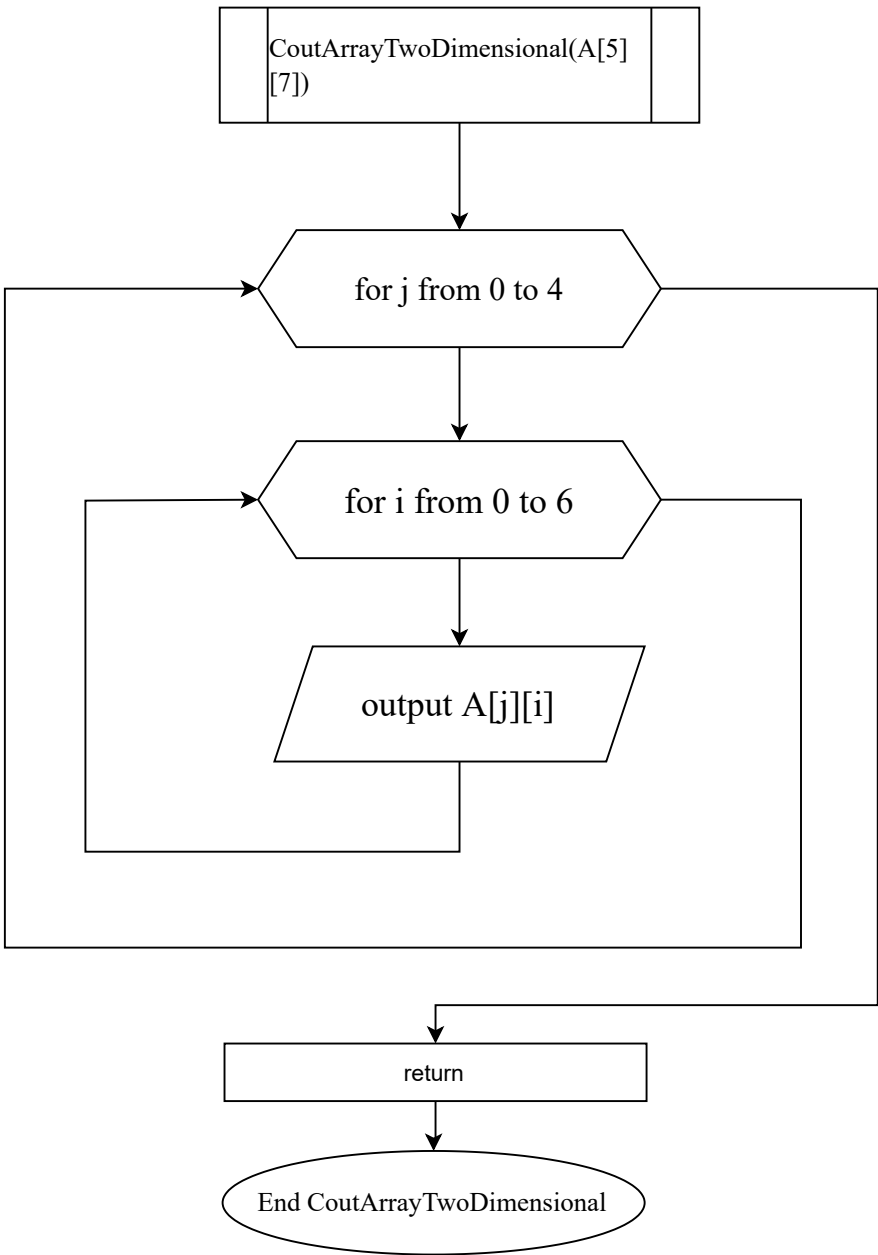 CoutArrayTwoDimensional(A[5]
[7])
for j from 0 to 4
for i from 0 to 6
output A[j][i]
return
End CoutArrayTwoDimensional